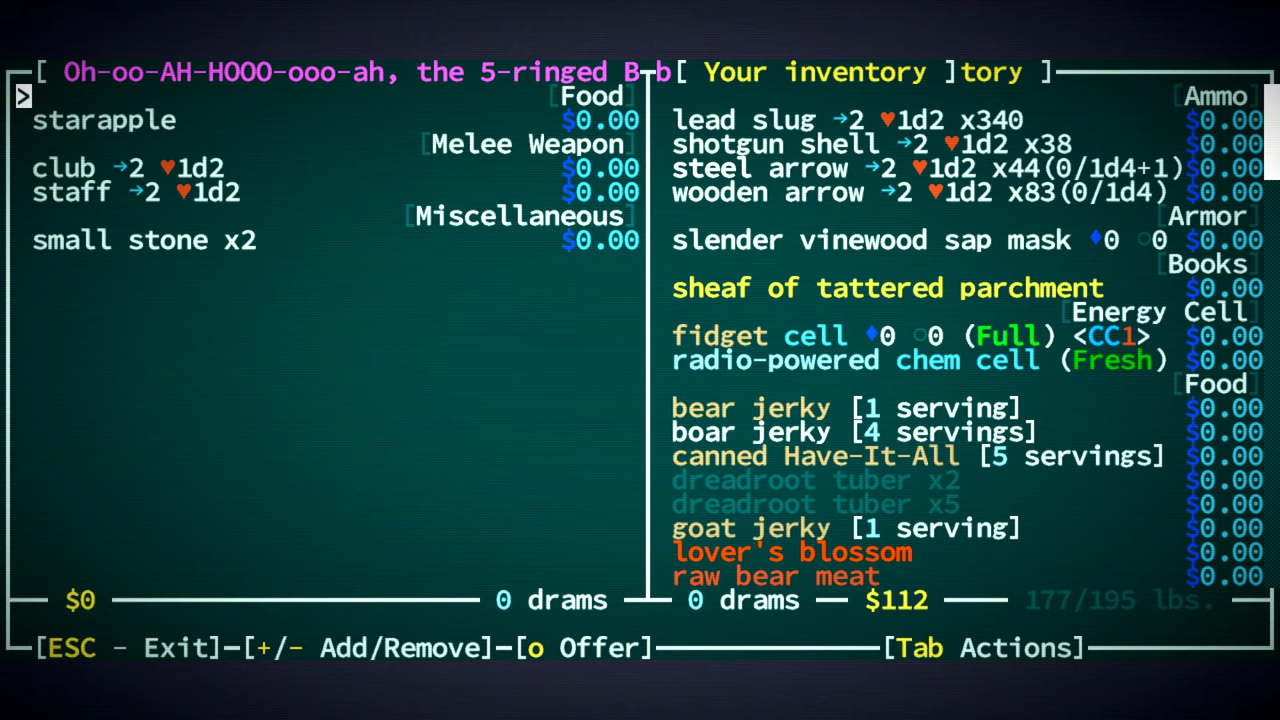 [ Oh-oo-AH-HOOO-ooo-ah, the 5-ringed B b[ Your inventory ]tory ]
>
[Food]
starapple $0.00
[Melee Weapon]
club →2 ♥1d2 $0.00
staff →2 ♥1d2 $0.00
[Miscellaneous]
small stone x2 $0.00
$0 0 drams
[Ammo]
lead slug →2 ♥1d2 x340 $0.00
shotgun shell →2 ♥1d2 x38 $0.00
steel arrow →2 ♥1d2 x44(0/1d4+1) $0.00
wooden arrow →2 ♥1d2 x83(0/1d4) $0.00
[Armor]
slender vinewood sap mask ♦0 ○0 $0.00
[Books]
sheaf of tattered parchment $0.00
[Energy Cell]
fidget cell ♦0 ○0 (Full) <CC1> $0.00
radio-powered chem cell (Fresh) $0.00
[Food]
bear jerky [1 serving] $0.00
boar jerky [4 servings] $0.00
canned Have-It-All [5 servings] $0.00
dreadroot tuber x2 $0.00
dreadroot tuber x5 $0.00
goat jerky [1 serving] $0.00
lover's blossom $0.00
raw bear meat $0.00
0 drams $112 177/195 lbs.
[ESC - Exit] [+/- Add/Remove] [o Offer] [Tab Actions]